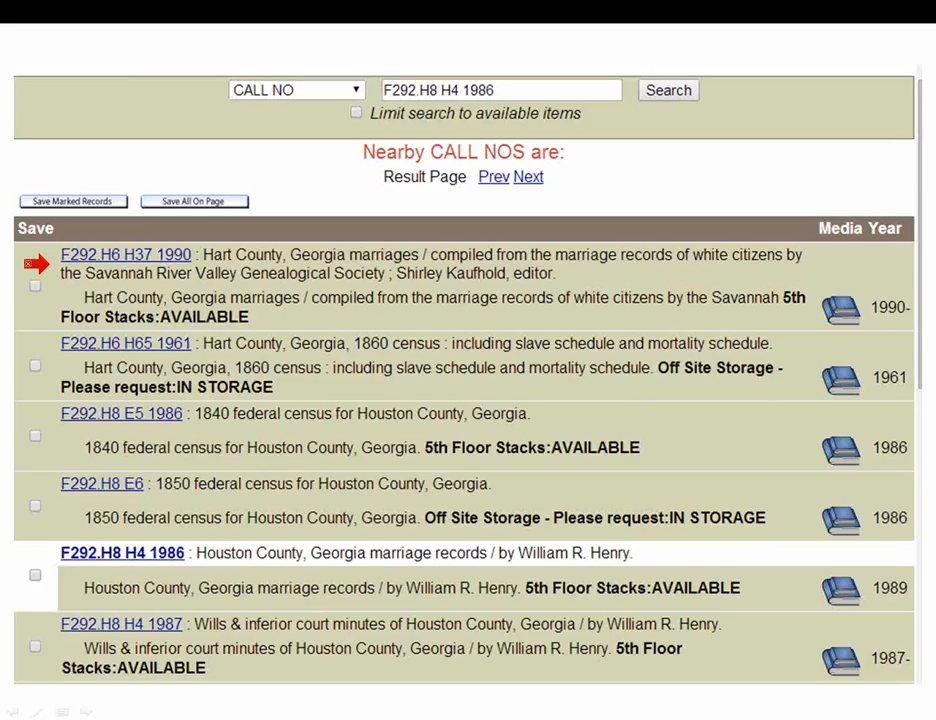 CALL NO
F292.H8 H4 1986
Search
Limit search to available items
Nearby CALL NOS are:
Result Page Prev Next
Save Marked Records
Save All On Page
Save Media Year
F292.H6 H37 1990 : Hart County, Georgia marriages / compiled from the marriage records of white citizens by
the Savannah River Valley Genealogical Society ; Shirley Kaufhold, editor.
Hart County, Georgia marriages / compiled from the marriage records of white citizens by the Savannah 5th
Floor Stacks:AVAILABLE
1990-
F292.H6 H65 1961 : Hart County, Georgia, 1860 census : including slave schedule and mortality schedule.
Hart County, Georgia, 1860 census : including slave schedule and mortality schedule. Off Site Storage -
Please request:IN STORAGE
1961
F292.H8 E5 1986 : 1840 federal census for Houston County, Georgia.
1840 federal census for Houston County, Georgia. 5th Floor Stacks:AVAILABLE
1986
F292.H8 E6 : 1850 federal census for Houston County, Georgia.
1850 federal census for Houston County, Georgia. Off Site Storage - Please request:IN STORAGE
1986
F292.H8 H4 1986 : Houston County, Georgia marriage records / by William R. Henry.
Houston County, Georgia marriage records / by William R. Henry. 5th Floor Stacks:AVAILABLE
1989
F292.H8 H4 1987 : Wills & inferior court minutes of Houston County, Georgia / by William R. Henry.
Wills & inferior court minutes of Houston County, Georgia / by William R. Henry. 5th Floor
Stacks:AVAILABLE
1987-